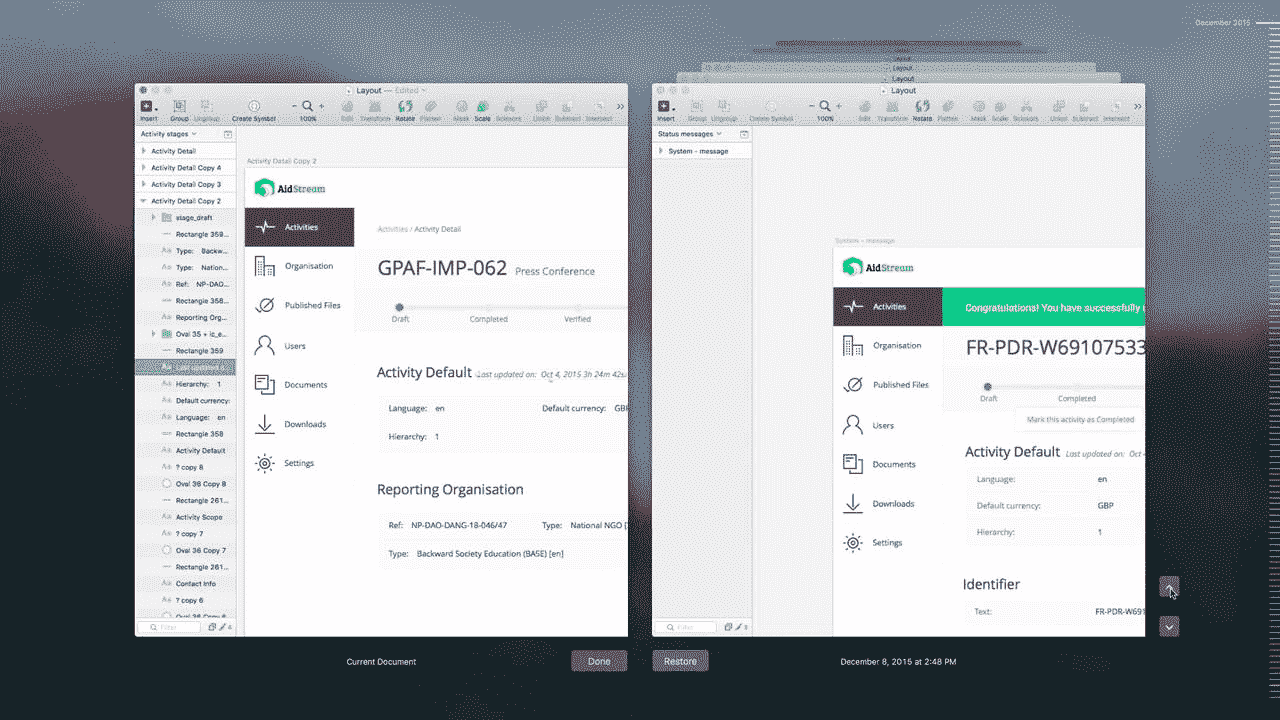 December 2015
Layout — Edited
Insert Group Ungroup Create Symbol 100% Edit Transform Rotate Flatten Mask Scale Scissors Union Subtract Intersect
Activity stages
Activity Detail
Activity Detail Copy 4
Activity Detail Copy 3
Activity Detail Copy 2
stage_draft
Rectangle 359...
Type: Backw...
Type: Nation...
Ref: NP-DAO...
Rectangle 358...
Reporting Org...
Oval 35 + ic_e...
Rectangle 359
Last updated o...
Hierarchy: 1
Default currency:
Language: en
Rectangle 358
Activity Default
? copy 8
Oval 36 Copy 8
Rectangle 261...
Activity Scope
? copy 7
Oval 36 Copy 7
Rectangle 261...
Contact Info
? copy 6
Oval 36 Copy 6
Filter
6
Activity Detail Copy 2
AidStream
Activities
Organisation
Published Files
Users
Documents
Downloads
Settings
Activities / Activity Detail
GPAF-IMP-062 Press Conference
Draft Completed Verified
Activity Default Last updated on: Oct 4, 2015 3h 24m 42s
Language: en Default currency: GBP
Hierarchy: 1
Reporting Organisation
Ref: NP-DAO-DANG-18-046/47 Type: National NGO
Type: Backward Society Education (BASE) [en]
Current Document
Done
Layout
Layout
Layout
Layout
Insert Group Ungroup Create Symbol 100% Edit Transform Rotate Flatten Mask Scale Scissors Union Subtract Intersect
Status messages
System - message
Filter
3
System - message
AidStream
Activities
Organisation
Published Files
Users
Documents
Downloads
Settings
Congratulations! You have successfully
FR-PDR-W69107533
Draft Completed
Mark this activity as Completed
Activity Default Last updated on: Oct
Language: en
Default currency: GBP
Hierarchy: 1
Identifier
Text: FR-PDR-W691
Restore
December 8, 2015 at 2:48 PM